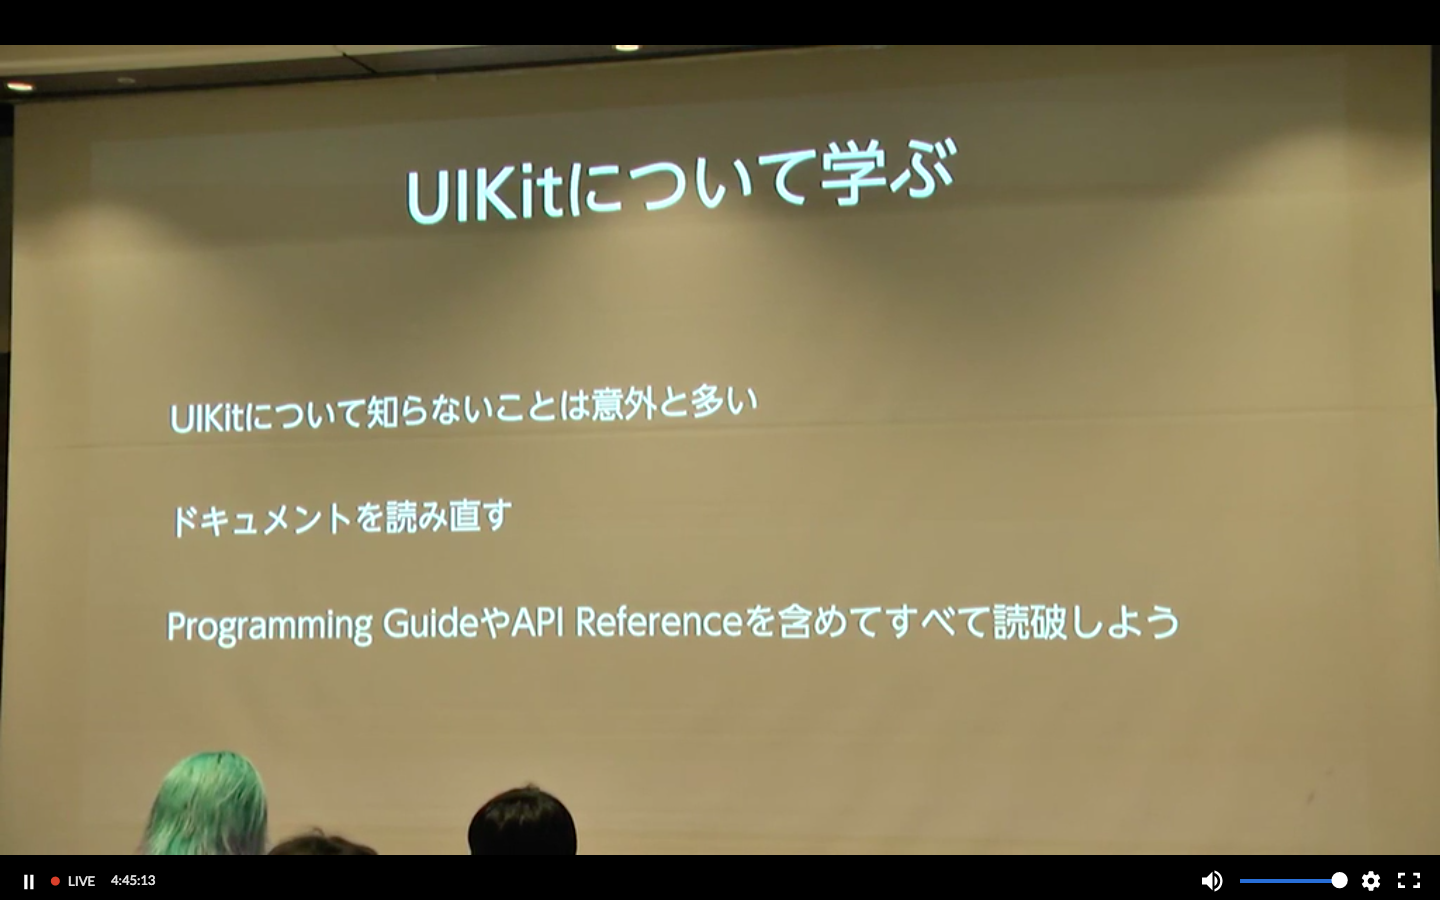 UIKitについて学ぶ
UIKitについて知らないことは意外と多い
ドキュメントを読み直す
Programming GuideやAPI Referenceを含めてすべて読破しよう
LIVE 4:45:13